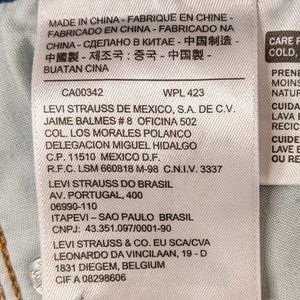 MADE IN CHINA - FABRIQUE EN CHINE -
FABRICADO EN CHINA - FABRICADO NA
CHINA - СДЕЛАНО В КИТАЕ - 中国制造 -
中國製造 - 제조국 : 중국 - 中国製 -
BUATAN CINA
CA00342 WPL 423
LEVI STRAUSS DE MEXICO, S.A. DE C.V.
JAIME BALMES # 8 OFICINA 502
COL. LOS MORALES POLANCO
DELEGACION MIGUEL HIDALGO
C.P. 11510 MEXICO D.F.
R.F.C. LSM 660818 M-98 C.N.I.V. 3337
LEVI STRAUSS DO BRASIL
AV. PORTUGAL, 400
06990-110
ITAPEVI – SAO PAULO BRASIL
CNPJ: 43.351.097/0001-90
LEVI STRAUSS & CO. EU SCA/CVA
LEONARDO DA VINCILAAN, 19 - D
1831 DIEGEM, BELGIUM
CIF A 08298606
CARE
COLD,
PREN
MOINS
NATUR
CUIDA
LAVA E
RECUR
CUIDE
LAVE E